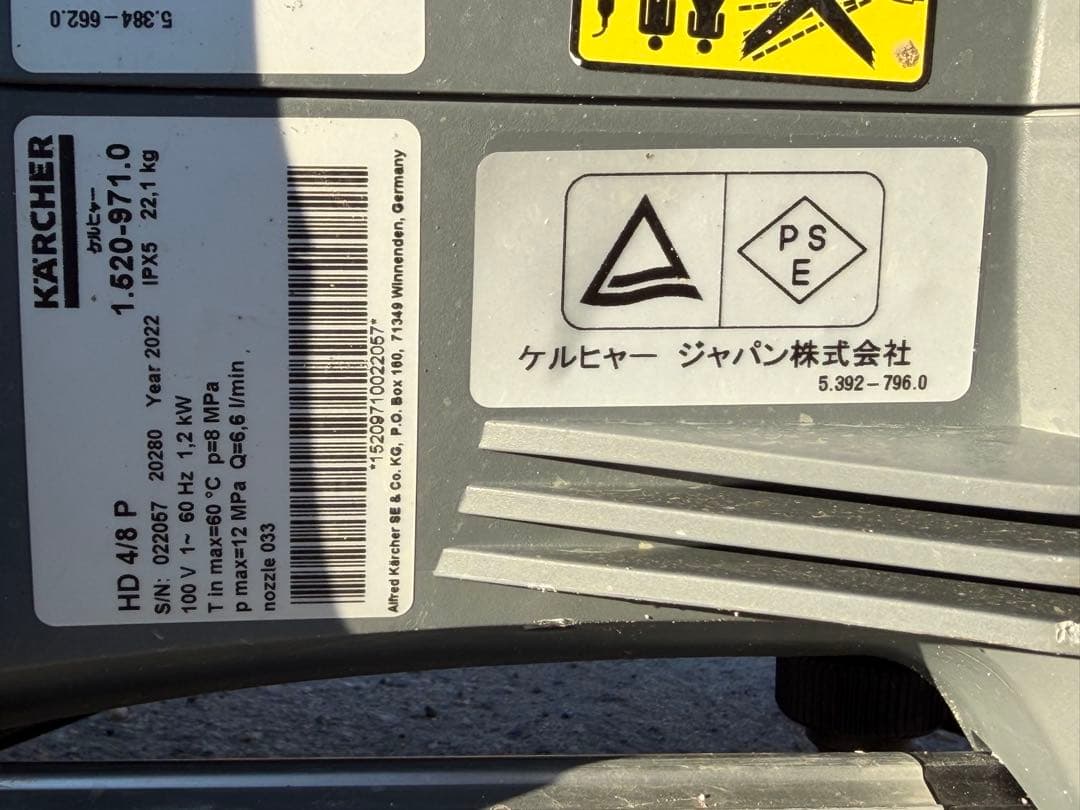 5.384-662.0
KÄRCHER
ケルヒャー
HD 4/8 P 1.520-971.0
S/N: 022057 20280 Year 2022 IPX5 22,1 kg
100 V 1~ 60 Hz 1,2 kW
T in max=60 °C p=8 MPa
p max=12 MPa Q=6,6 l/min
nozzle 033
*15209710022057*
Alfred Kärcher SE & Co. KG, P.O. Box 160, 71349 Winnenden, Germany
PS
E
ケルヒャー ジャパン株式会社
5.392-796.0